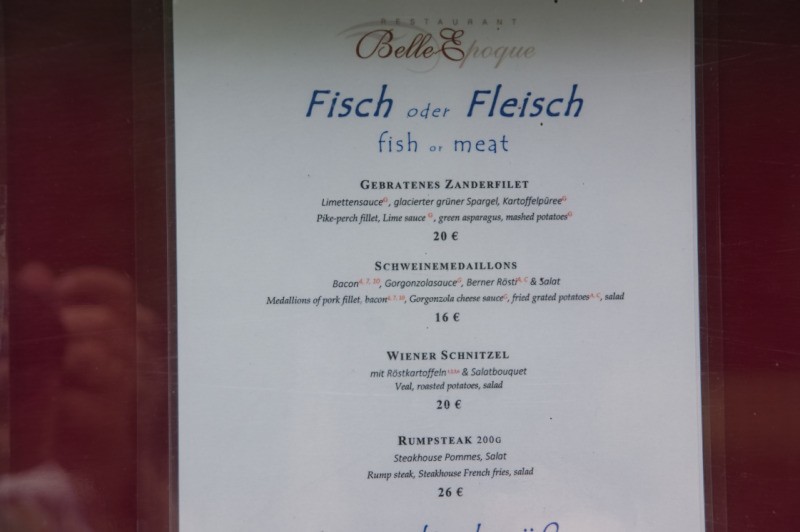 RESTAURANT
Belle Epoque
Fisch oder Fleisch
fish or meat
GEBRATENES ZANDERFILET
Limettensauce, glacierter grüner Spargel, Kartoffelpüree
Pike-perch fillet, Lime sauce, green asparagus, mashed potatoes
20 €
SCHWEINEMEDAILLONS
Bacon, Gorgonzolasauce, Berner Rösti & Salat
Medallions of pork fillet, bacon, Gorgonzola cheese sauce, fried grated potatoes, salad
16 €
WIENER SCHNITZEL
mit Röstkartoffeln & Salatbouquet
Veal, roasted potatoes, salad
20 €
RUMPSTEAK 200G
Steakhouse Pommes, Salat
Rump steak, Steakhouse French fries, salad
26 €